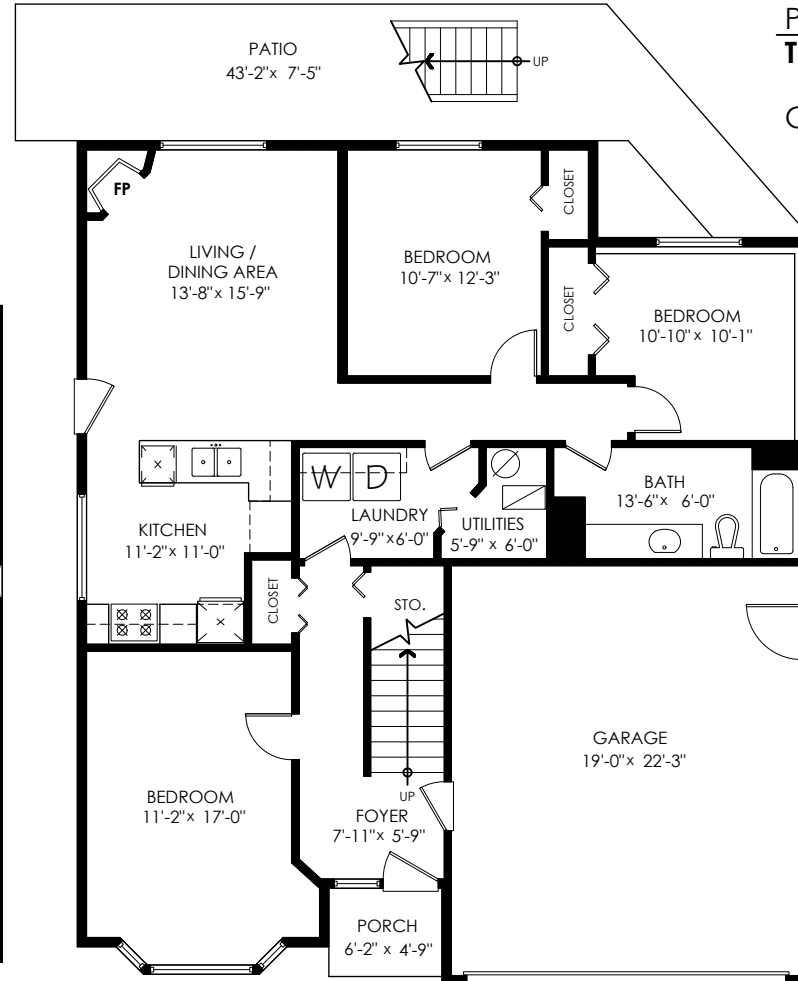 P
T
C
PATIO
43'-2"x 7'-5"
UP
FP
LIVING /
DINING AREA
13'-8"x 15'-9"
BEDROOM
10'-7"x 12'-3"
CLOSET
CLOSET
BEDROOM
10'-10"x 10'-1"
W D
LAUNDRY
9'-9"x6'-0"
UTILITIES
5'-9" x 6'-0"
BATH
13'-6"x 6'-0"
KITCHEN
11'-2"x 11'-0"
CLOSET
STO.
x
x
UP
FOYER
7'-11"x 5'-9"
BEDROOM
11'-2"x 17'-0"
GARAGE
19'-0"x 22'-3"
PORCH
6'-2" x 4'-9"